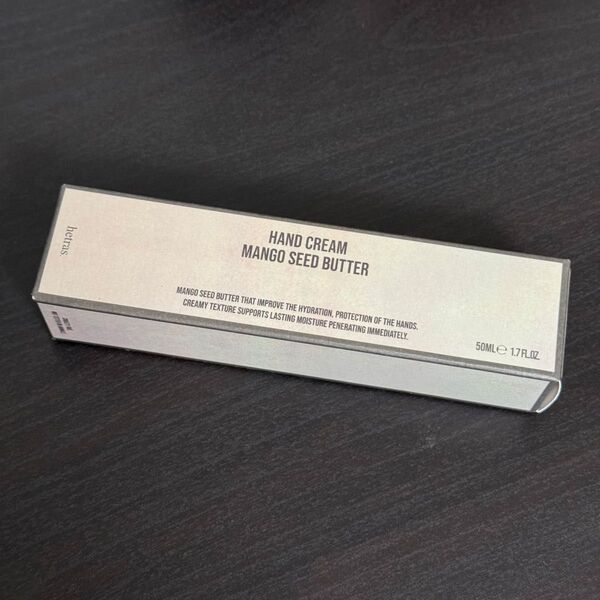 hetras
HAND CREAM
MANGO SEED BUTTER
MANGO SEED BUTTER THAT IMPROVE THE HYDRATION, PROTECTION OF THE HANDS.
CREAMY TEXTURE SUPPORTS LASTING MOISTURE PENERATING IMMEDIATELY.
50ML℮ 1.7 FL.OZ.